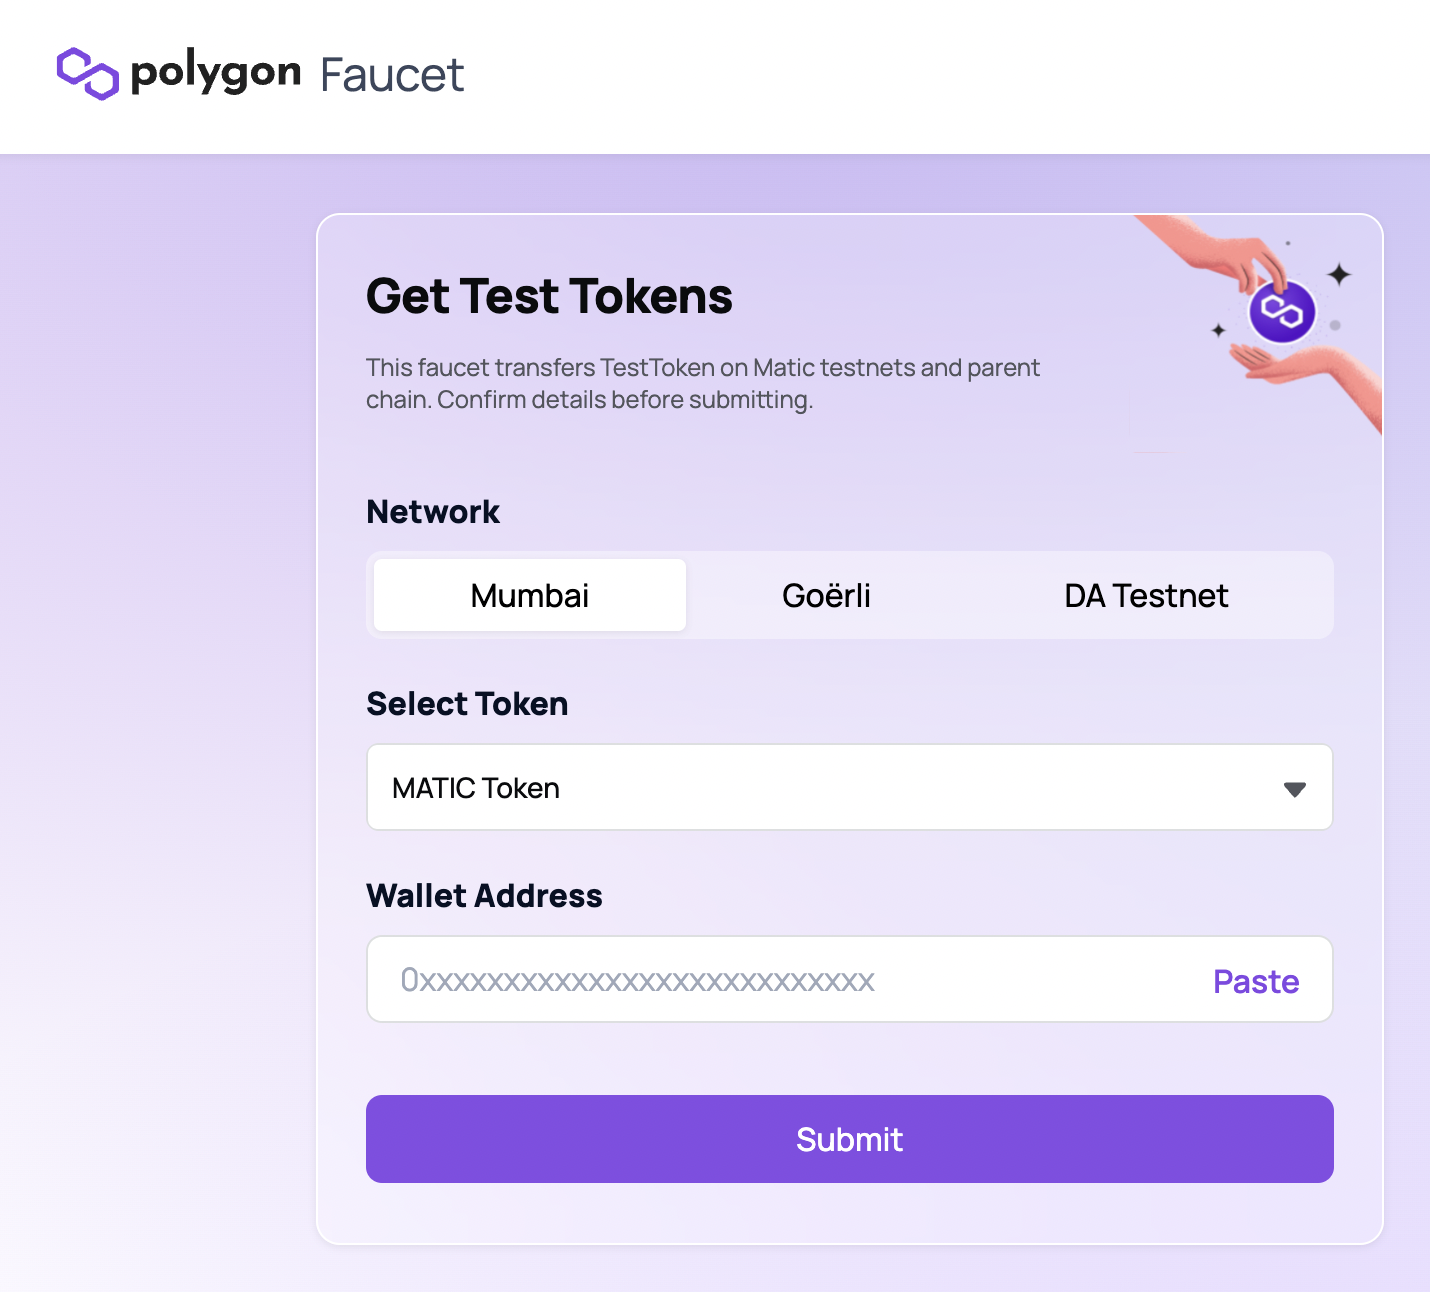 polygon Faucet
Get Test Tokens
This faucet transfers TestToken on Matic testnets and parent
chain. Confirm details before submitting.
Network
Mumbai Goërli DA Testnet
Select Token
MATIC Token
Wallet Address
0xxxxxxxxxxxxxxxxxxxxxxxxxxx
Paste
Submit